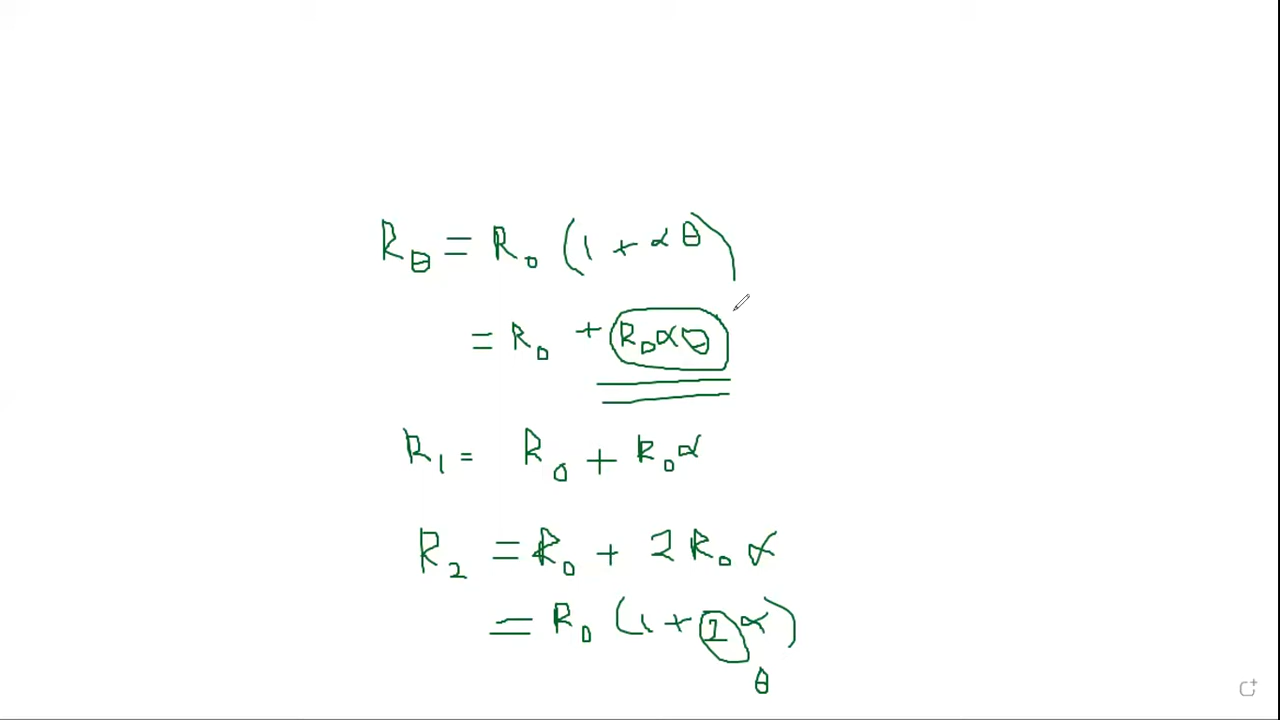 Rθ = R₀ (1 + αθ)
= R₀ + R₀αθ
R₁ = R₀ + R₀α
R₂ = R₀ + 2R₀α
= R₀ (1 + 2α)
θ